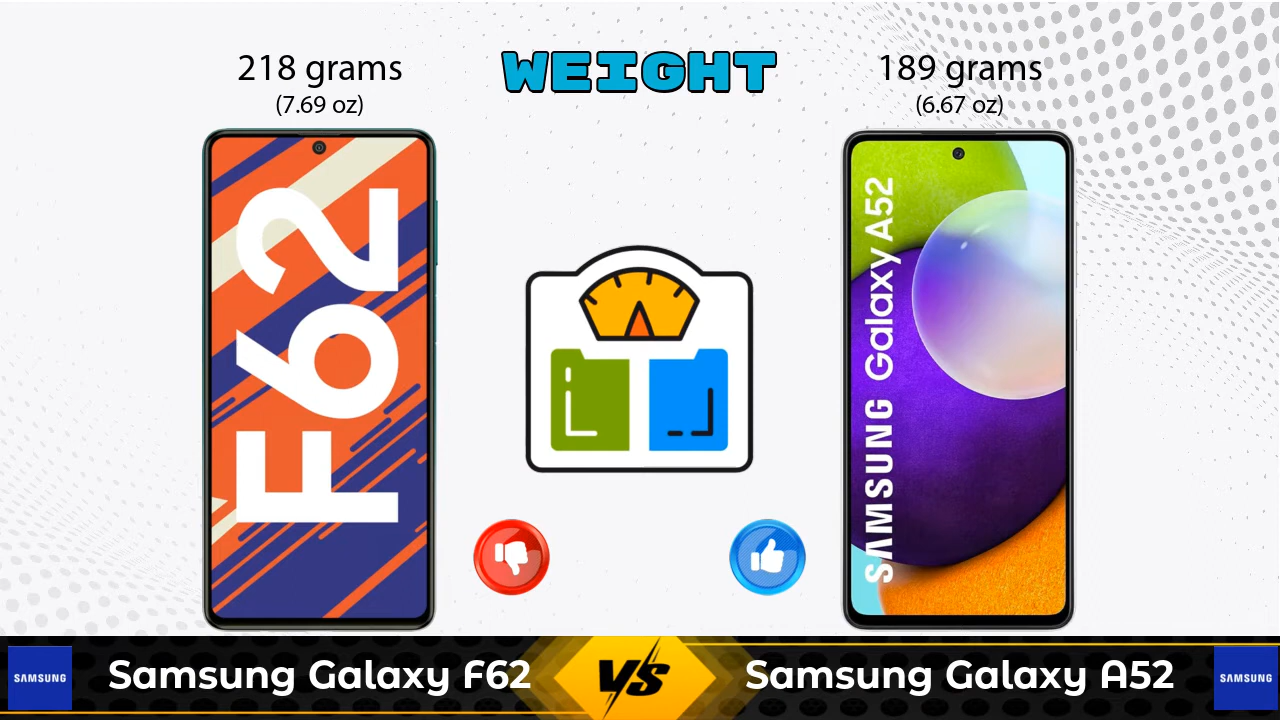 WEIGHT
218 grams
(7.69 oz)
189 grams
(6.67 oz)
F62
SAMSUNG Galaxy A52
SAMSUNG
Samsung Galaxy F62
VS
Samsung Galaxy A52
SAMSUNG